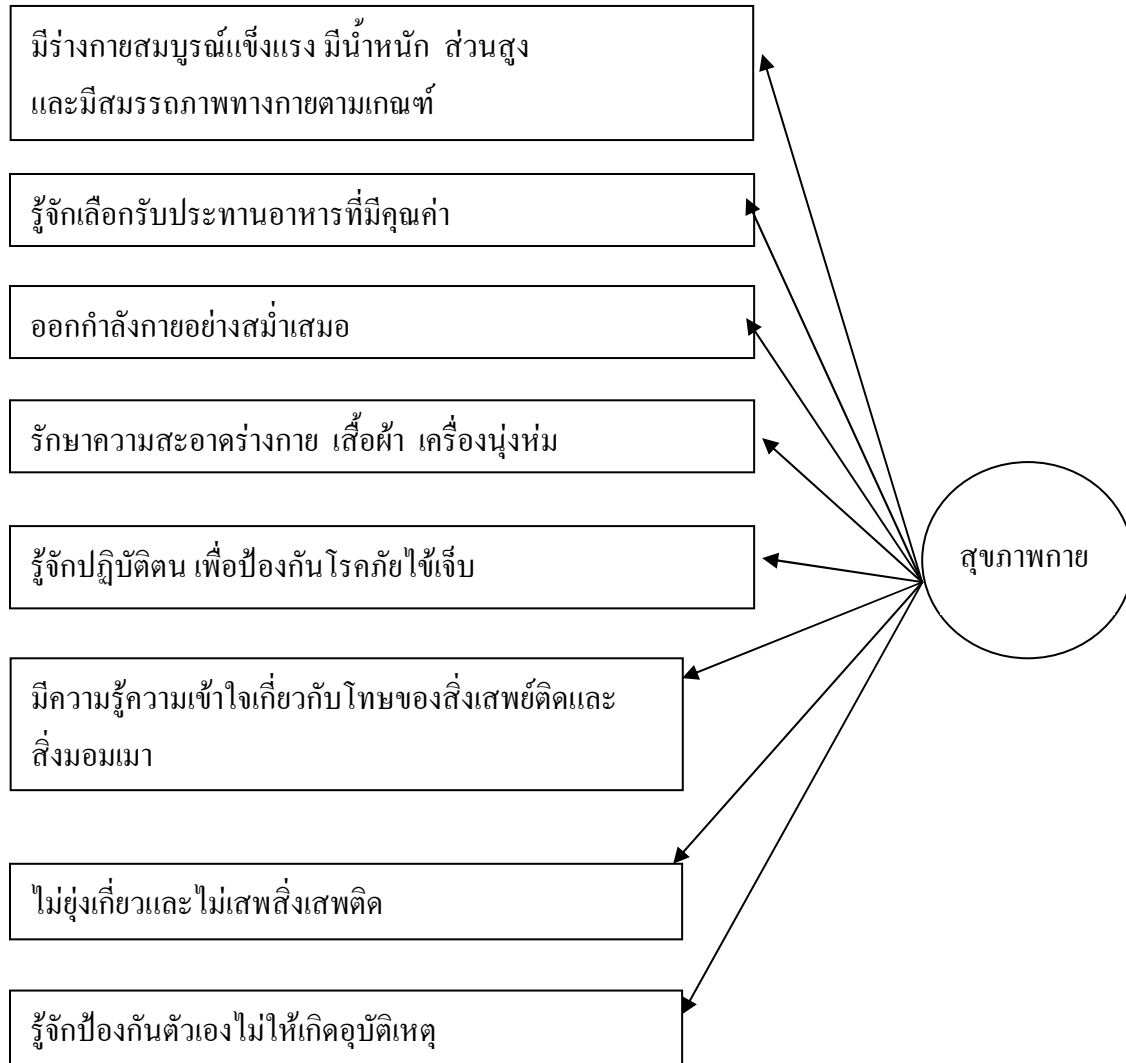 มีร่างกายสมบูรณ์แข็งแรง มีน้ำหนัก ส่วนสูง
และมีสมรรถภาพทางกายตามเกณฑ์
รู้จักเลือกรับประทานอาหารที่มีคุณค่า
ออกกำลังกายอย่างสม่ำเสมอ
รักษาความสะอาดร่างกาย เสื้อผ้า เครื่องนุ่งห่ม
รู้จักปฏิบัติตน เพื่อป้องกันโรคภัยไข้เจ็บ
สุขภาพกาย
มีความรู้ความเข้าใจเกี่ยวกับโทษของสิ่งเสพย์ติดและ
สิ่งมอมเมา
ไม่ยุ่งเกี่ยวและไม่เสพสิ่งเสพติด
รู้จักป้องกันตัวเองไม่ให้เกิดอุบัติเหตุ